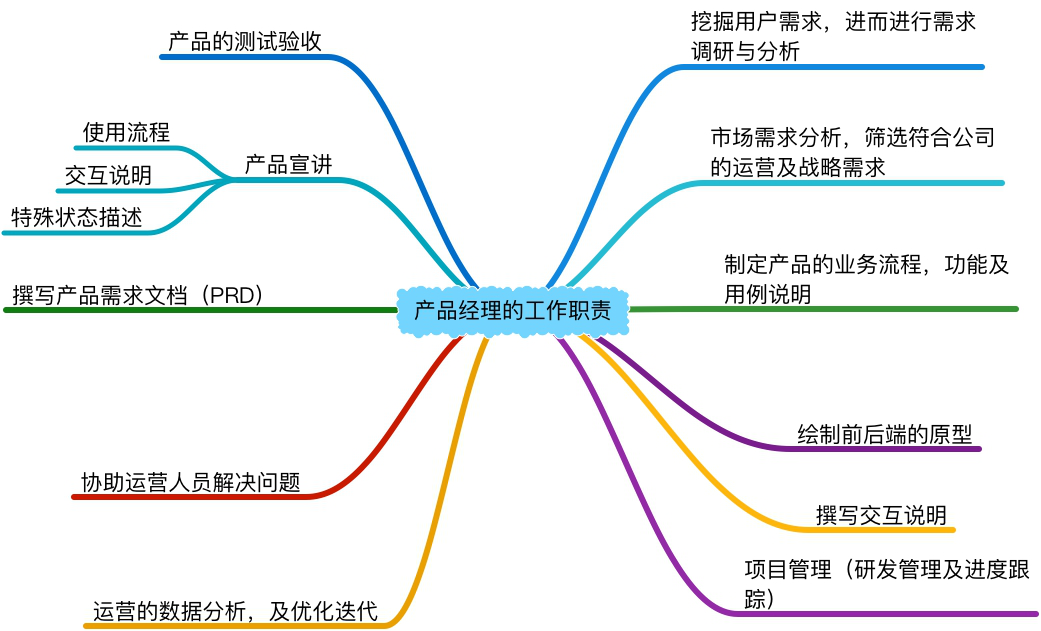 产品经理的工作职责
挖掘用户需求，进而进行需求
调研与分析
市场需求分析，筛选符合公司
的运营及战略需求
制定产品的业务流程，功能及
用例说明
绘制前后端的原型
撰写交互说明
项目管理（研发管理及进度跟
踪）
产品的测试验收
产品宣讲
使用流程
交互说明
特殊状态描述
撰写产品需求文档（PRD）
协助运营人员解决问题
运营的数据分析，及优化迭代